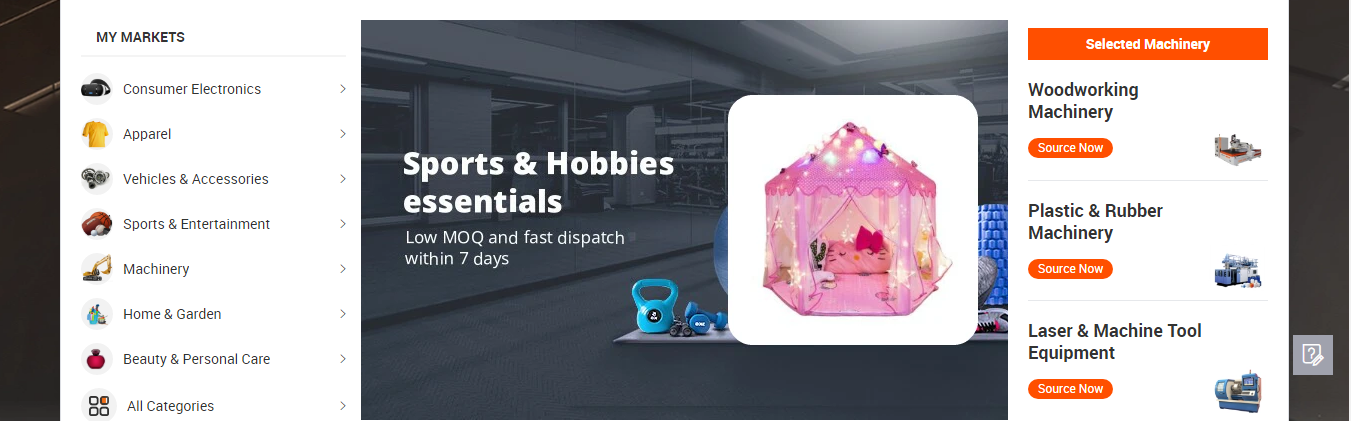 MY MARKETS
Consumer Electronics
Apparel
Vehicles & Accessories
Sports & Entertainment
Machinery
Home & Garden
Beauty & Personal Care
All Categories
Sports & Hobbies
essentials
Low MOQ and fast dispatch
within 7 days
Selected Machinery
Woodworking
Machinery
Source Now
Plastic & Rubber
Machinery
Source Now
Laser & Machine Tool
Equipment
Source Now